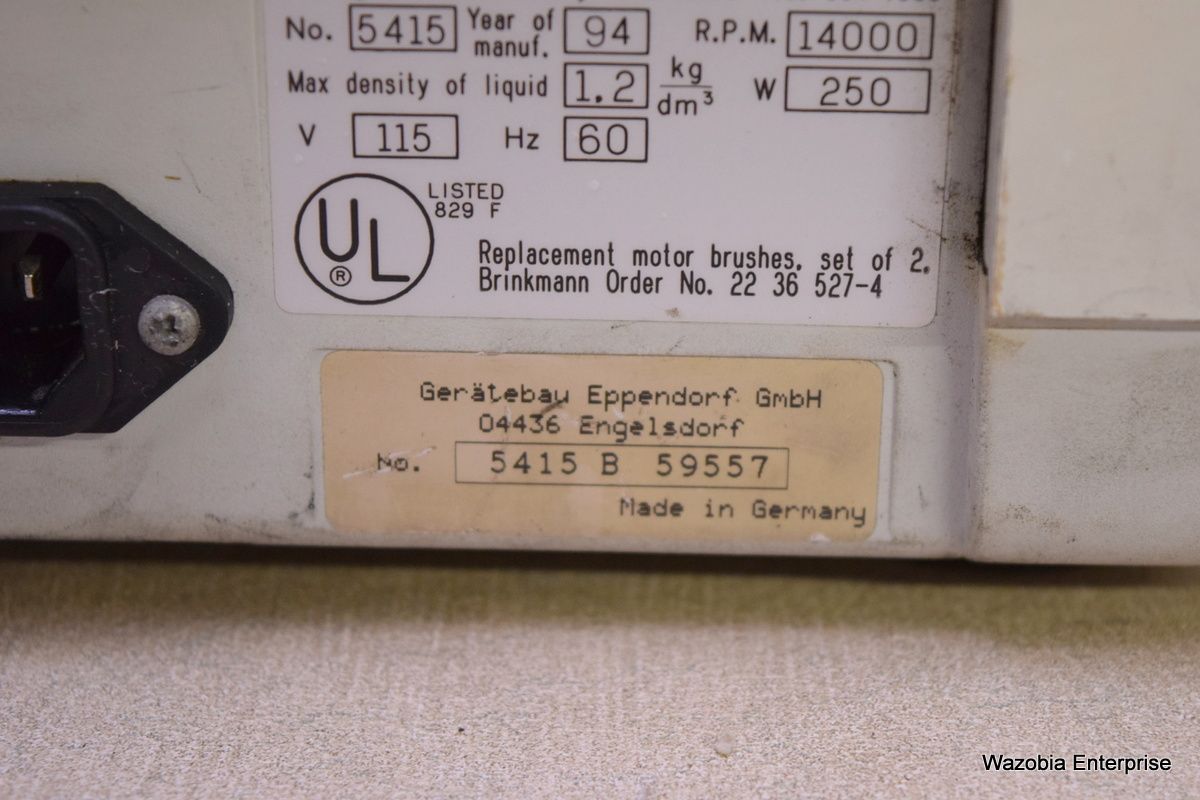 No. 5415 Year of manuf. 94 R.P.M. 14000
Max density of liquid 1.2 kg/dm³ W 250
V 115 Hz 60
UL ® LISTED
829 F
Replacement motor brushes, set of 2.
Brinkmann Order No. 22 36 527-4
Gerätebau Eppendorf GmbH
04436 Engelsdorf
No. 5415 B 59557
Made in Germany
Wazobia Enterprise